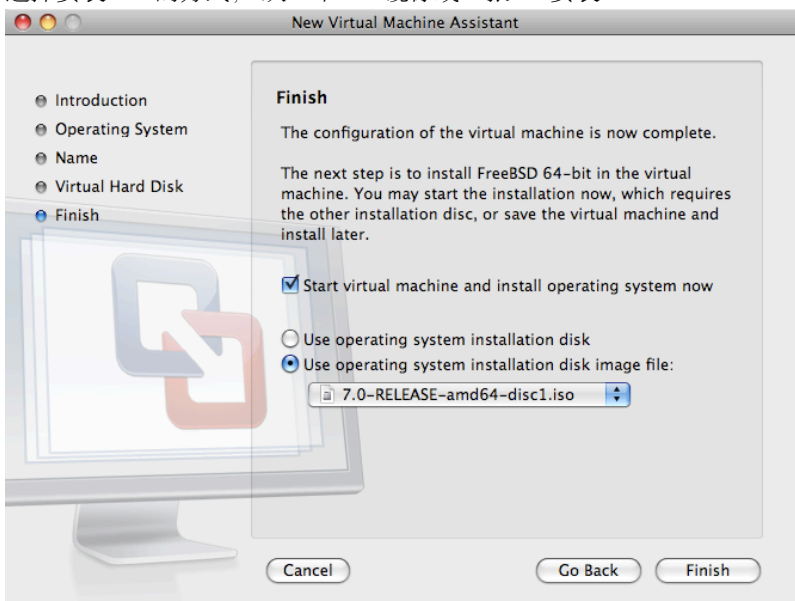 New Virtual Machine Assistant
Introduction
Operating System
Name
Virtual Hard Disk
Finish
Finish
The configuration of the virtual machine is now complete.
The next step is to install FreeBSD 64-bit in the virtual
machine. You may start the installation now, which requires
the other installation disc, or save the virtual machine and
install later.
Start virtual machine and install operating system now
Use operating system installation disk
Use operating system installation disk image file:
7.0-RELEASE-amd64-disc1.iso
Cancel
Go Back
Finish